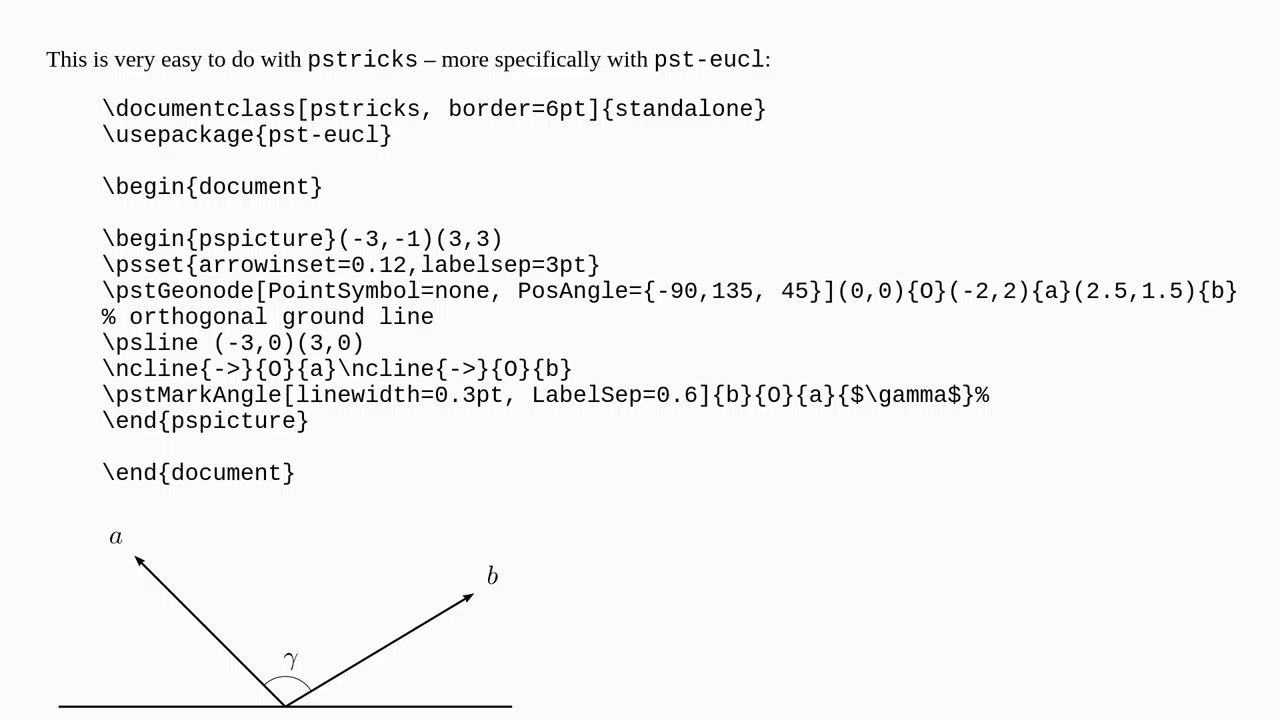 This is very easy to do with pstricks – more specifically with pst-eucl:
\documentclass[pstricks, border=6pt]{standalone}
\usepackage{pst-eucl}
\begin{document}
\begin{pspicture}(-3,-1)(3,3)
\psset{arrowinset=0.12,labelsep=3pt}
\pstGeonode[PointSymbol=none, PosAngle={-90,135, 45}](0,0){O}(-2,2){a}(2.5,1.5){b}
% orthogonal ground line
\psline (-3,0)(3,0)
\ncline{->}{O}{a}\ncline{->}{O}{b}
\pstMarkAngle[linewidth=0.3pt, LabelSep=0.6]{b}{O}{a}{$\gamma$}%
\end{pspicture}
\end{document}
a
b
γ